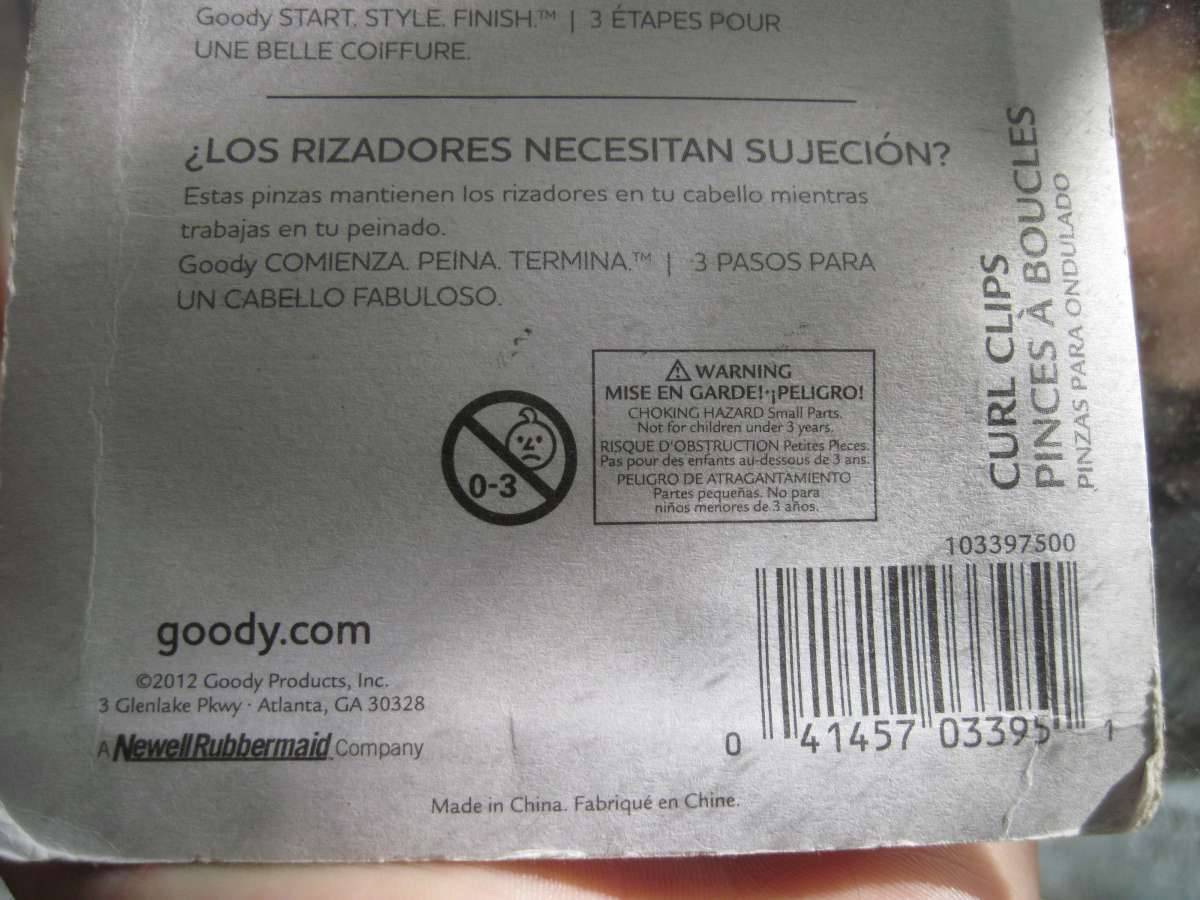 Goody START. STYLE. FINISH.™ | 3 ÉTAPES POUR
UNE BELLE COIFFURE.
¿LOS RIZADORES NECESITAN SUJECIÓN?
Estas pinzas mantienen los rizadores en tu cabello mientras
trabajas en tu peinado.
Goody COMIENZA. PEINA. TERMINA.™ | 3 PASOS PARA
UN CABELLO FABULOSO.
0-3
⚠ WARNING
MISE EN GARDE!·¡PELIGRO!
CHOKING HAZARD Small Parts.
Not for children under 3 years.
RISQUE D'OBSTRUCTION Petites Pieces.
Pas pour des enfants au-dessous de 3 ans.
PELIGRO DE ATRAGANTAMIENTO
Partes pequeñas. No para
niños menores de 3 años.
CURL CLIPS
PINCES À BOUCLES
PINZAS PARA ONDULADO
103397500
0 41457 03395 1
goody.com
©2012 Goody Products, Inc.
3 Glenlake Pkwy · Atlanta, GA 30328
A NewellRubbermaid Company
Made in China. Fabriqué en Chine.